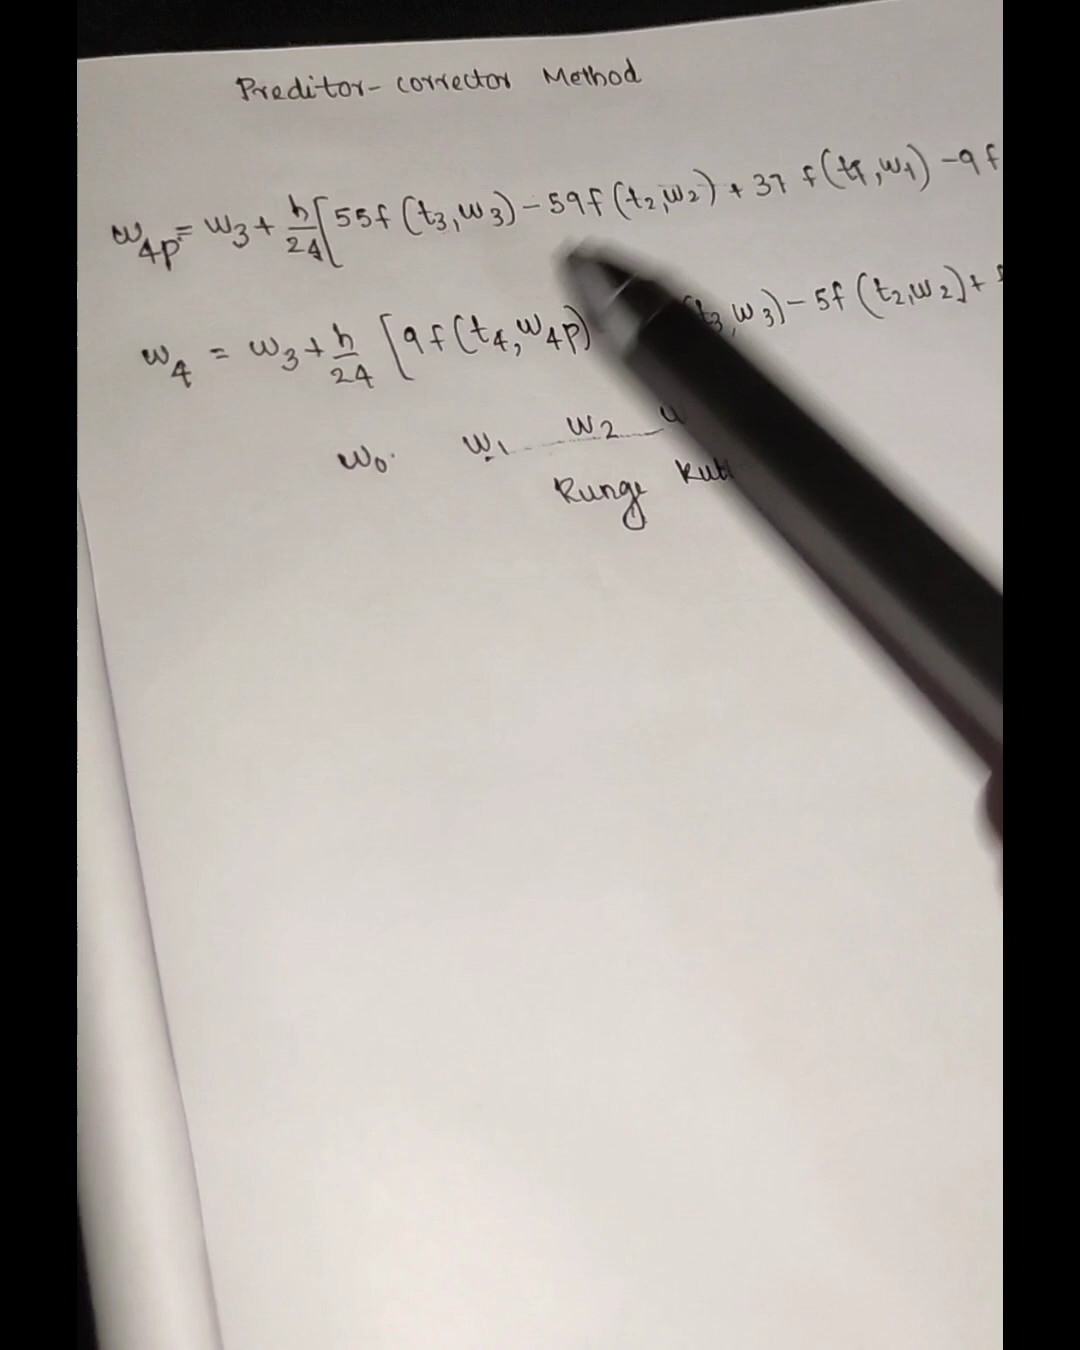 Preditor- corrector Method
w4p = w3 + h/24 [55f (t3, w3) - 59f (t2, w2) + 37 f(t1, w1) - 9f
w4 = w3 + h/24 [9f (t4, w4p) t3, w3) - 5f (t2, w2) +
w0 w1 w2
Runge